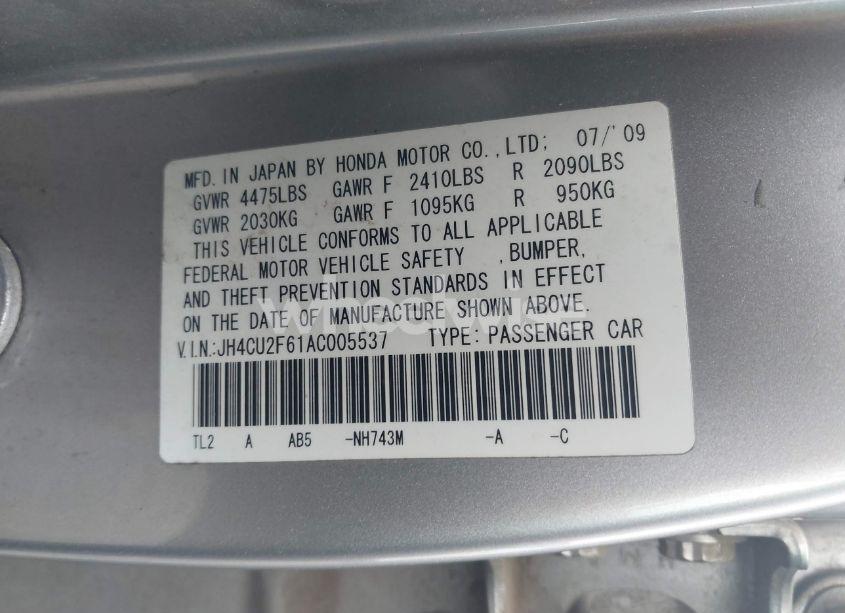 MFD. IN JAPAN BY HONDA MOTOR CO., LTD: 07/'09
GVWR 4475LBS GAWR F 2410LBS R 2090LBS
GVWR 2030KG GAWR F 1095KG R 950KG
THIS VEHICLE CONFORMS TO ALL APPLICABLE
FEDERAL MOTOR VEHICLE SAFETY , BUMPER,
AND THEFT PREVENTION STANDARDS IN EFFECT
ON THE DATE OF MANUFACTURE SHOWN ABOVE.
V.I.N.:JH4CU2F61AC005537 TYPE: PASSENGER CAR
TL2 A AB5 -NH743M -A -C